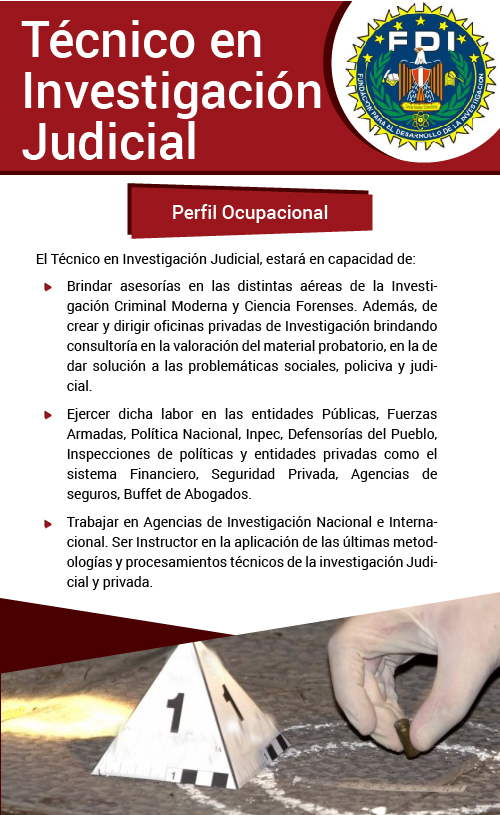 Técnico en
Investigación
Judicial
FDI
FUNDACIÓN PARA EL DESARROLLO DE LA INVESTIGACIÓN
Perfil Ocupacional
El Técnico en Investigación Judicial, estará en capacidad de:
Brindar asesorías en las distintas aéreas de la Investi-
gación Criminal Moderna y Ciencia Forenses. Además, de
crear y dirigir oficinas privadas de Investigación brindando
consultoría en la valoración del material probatorio, en la de
dar solución a las problemáticas sociales, policiva y judi-
cial.
Ejercer dicha labor en las entidades Públicas, Fuerzas
Armadas, Política Nacional, Inpec, Defensorías del Pueblo,
Inspecciones de políticas y entidades privadas como el
sistema Financiero, Seguridad Privada, Agencias de
seguros, Buffet de Abogados.
Trabajar en Agencias de Investigación Nacional e Interna-
cional. Ser Instructor en la aplicación de las últimas metod-
ologías y procesamientos técnicos de la investigación Judi-
cial y privada.
1
1
1